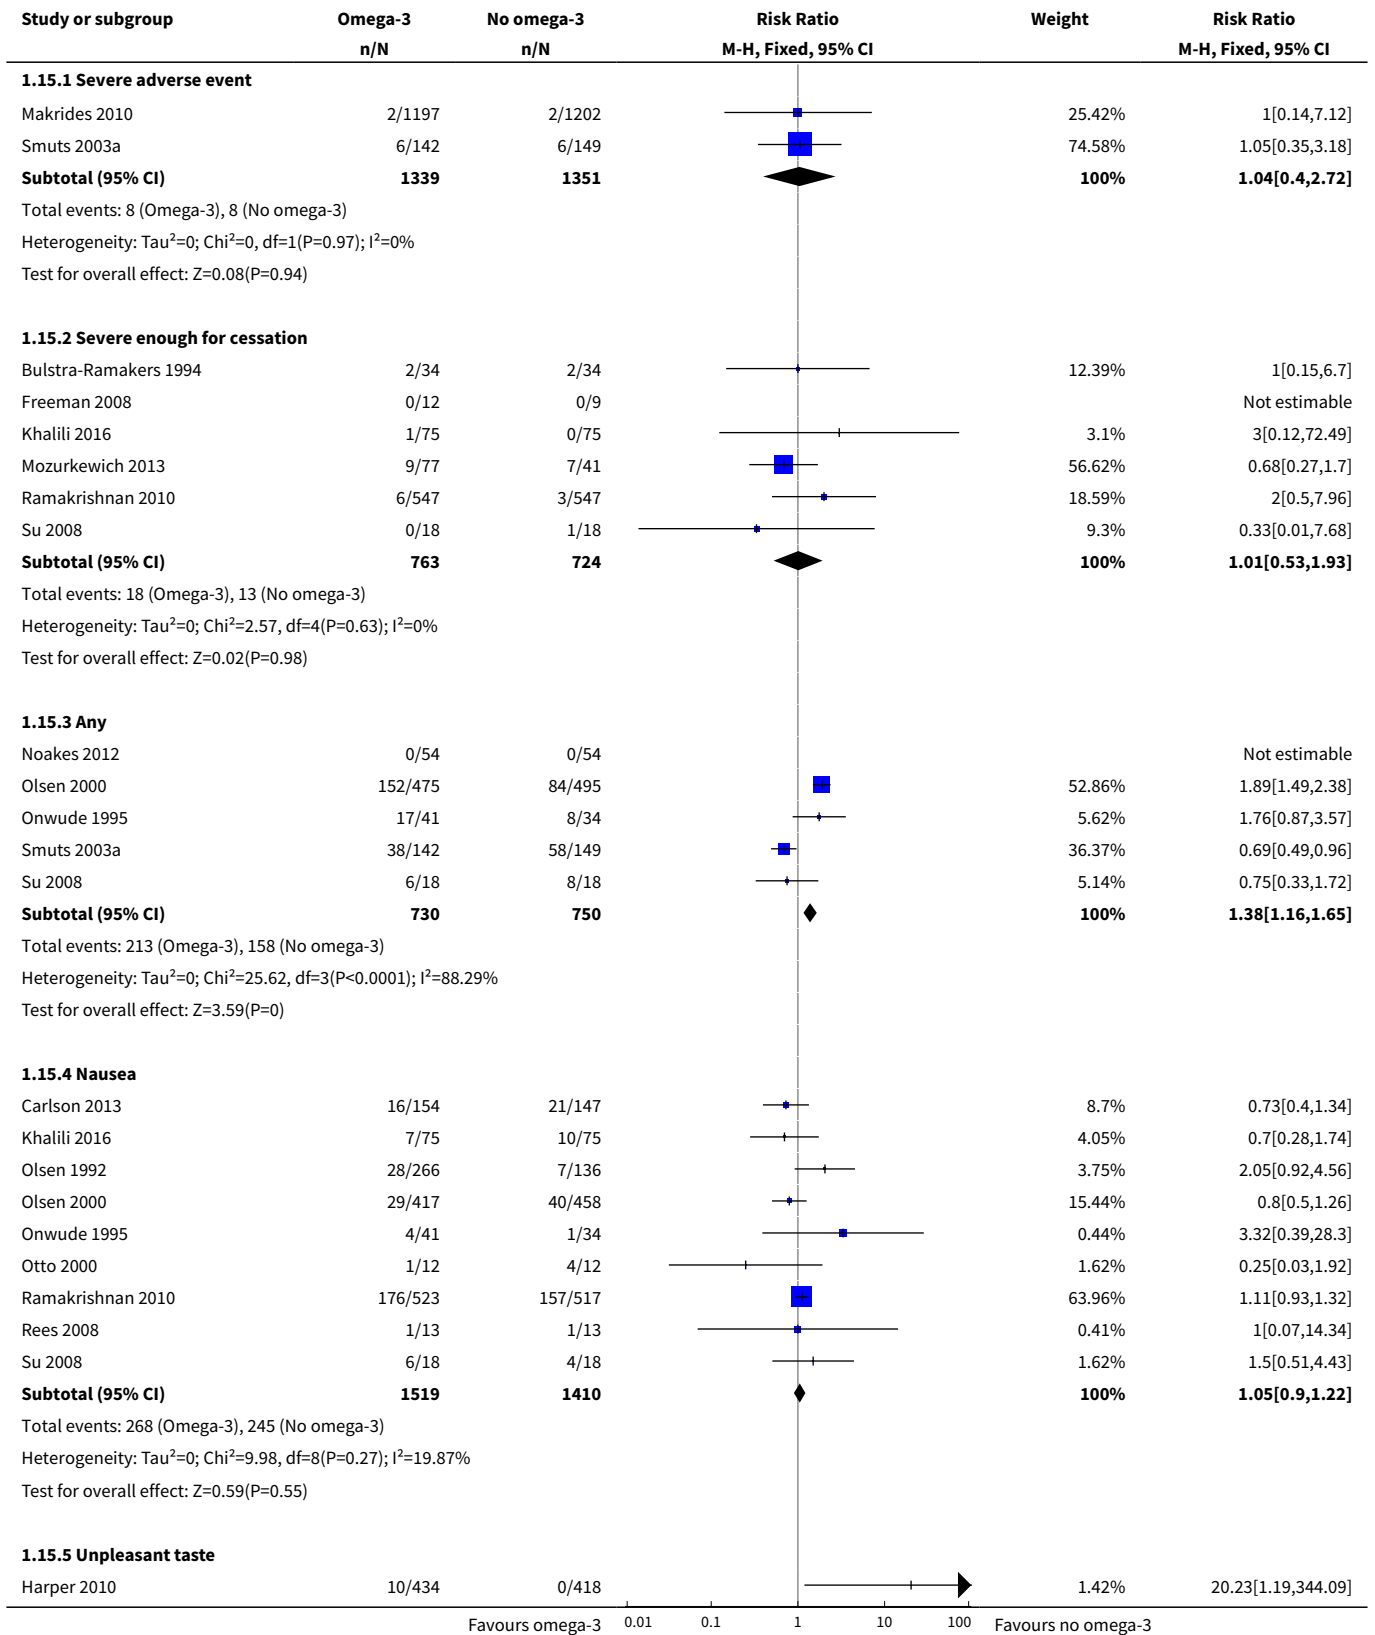 Study or subgroup Omega-3 No omega-3 Risk Ratio Weight Risk Ratio
n/N n/N M-H, Fixed, 95% CI M-H, Fixed, 95% CI
1.15.1 Severe adverse event
Makrides 2010 2/1197 2/1202 25.42% 1[0.14,7.12]
Smuts 2003a 6/142 6/149 74.58% 1.05[0.35,3.18]
Subtotal (95% CI) 1339 1351 100% 1.04[0.4,2.72]
Total events: 8 (Omega-3), 8 (No omega-3)
Heterogeneity: Tau²=0; Chi²=0, df=1(P=0.97); I²=0%
Test for overall effect: Z=0.08(P=0.94)
1.15.2 Severe enough for cessation
Bulstra-Ramakers 1994 2/34 2/34 12.39% 1[0.15,6.7]
Freeman 2008 0/12 0/9 Not estimable
Khalili 2016 1/75 0/75 3.1% 3[0.12,72.49]
Mozurkewich 2013 9/77 7/41 56.62% 0.68[0.27,1.7]
Ramakrishnan 2010 6/547 3/547 18.59% 2[0.5,7.96]
Su 2008 0/18 1/18 9.3% 0.33[0.01,7.68]
Subtotal (95% CI) 763 724 100% 1.01[0.53,1.93]
Total events: 18 (Omega-3), 13 (No omega-3)
Heterogeneity: Tau²=0; Chi²=2.57, df=4(P=0.63); I²=0%
Test for overall effect: Z=0.02(P=0.98)
1.15.3 Any
Noakes 2012 0/54 0/54 Not estimable
Olsen 2000 152/475 84/495 52.86% 1.89[1.49,2.38]
Onwude 1995 17/41 8/34 5.62% 1.76[0.87,3.57]
Smuts 2003a 38/142 58/149 36.37% 0.69[0.49,0.96]
Su 2008 6/18 8/18 5.14% 0.75[0.33,1.72]
Subtotal (95% CI) 730 750 100% 1.38[1.16,1.65]
Total events: 213 (Omega-3), 158 (No omega-3)
Heterogeneity: Tau²=0; Chi²=25.62, df=3(P<0.0001); I²=88.29%
Test for overall effect: Z=3.59(P=0)
1.15.4 Nausea
Carlson 2013 16/154 21/147 8.7% 0.73[0.4,1.34]
Khalili 2016 7/75 10/75 4.05% 0.7[0.28,1.74]
Olsen 1992 28/266 7/136 3.75% 2.05[0.92,4.56]
Olsen 2000 29/417 40/458 15.44% 0.8[0.5,1.26]
Onwude 1995 4/41 1/34 0.44% 3.32[0.39,28.3]
Otto 2000 1/12 4/12 1.62% 0.25[0.03,1.92]
Ramakrishnan 2010 176/523 157/517 63.96% 1.11[0.93,1.32]
Rees 2008 1/13 1/13 0.41% 1[0.07,14.34]
Su 2008 6/18 4/18 1.62% 1.5[0.51,4.43]
Subtotal (95% CI) 1519 1410 100% 1.05[0.9,1.22]
Total events: 268 (Omega-3), 245 (No omega-3)
Heterogeneity: Tau²=0; Chi²=9.98, df=8(P=0.27); I²=19.87%
Test for overall effect: Z=0.59(P=0.55)
1.15.5 Unpleasant taste
Harper 2010 10/434 0/418 1.42% 20.23[1.19,344.09]
Favours omega-3 0.01 0.1 1 10 100 Favours no omega-3